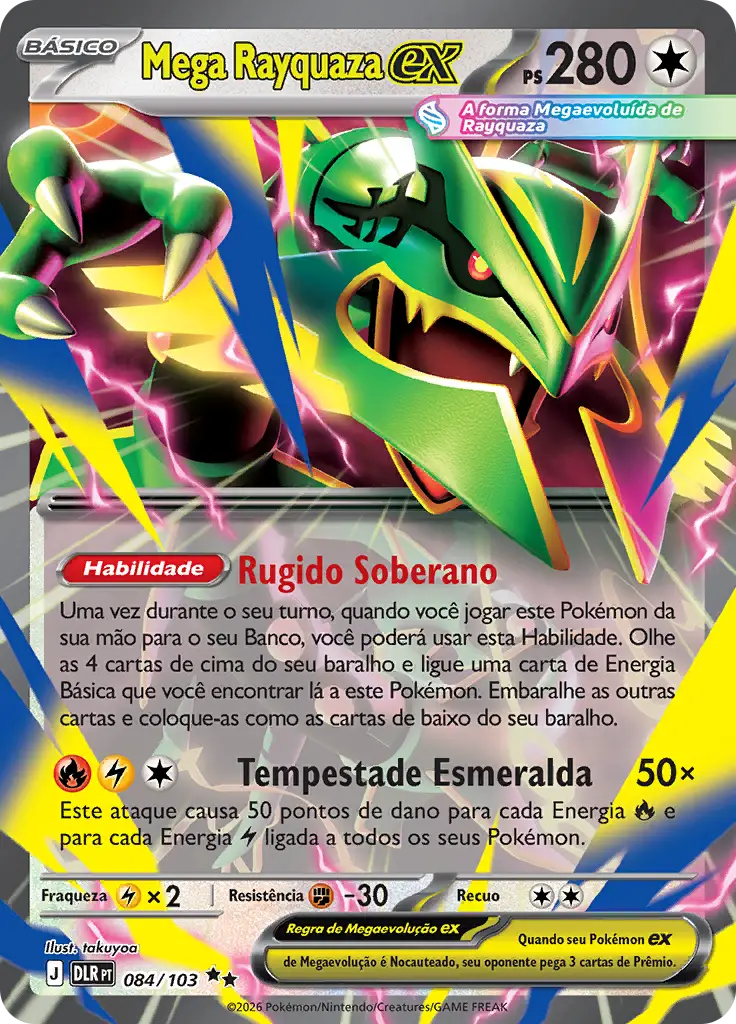 BÁSICO
Mega Rayquaza ex PS 280
A forma Megaevoluída de
Rayquaza
Habilidade Rugido Soberano
Uma vez durante o seu turno, quando você jogar este Pokémon da
sua mão para o seu Banco, você poderá usar esta Habilidade. Olhe
as 4 cartas de cima do seu baralho e ligue uma carta de Energia
Básica que você encontrar lá a este Pokémon. Embaralhe as outras
cartas e coloque-as como as cartas de baixo do seu baralho.
Tempestade Esmeralda 50×
Este ataque causa 50 pontos de dano para cada Energia e
para cada Energia ligada a todos os seus Pokémon.
Fraqueza ×2 Resistência -30 Recuo
Ilust. takuyoa
Regra de Megaevolução ex
Quando seu Pokémon ex
de Megaevolução é Nocauteado, seu oponente pega 3 cartas de Prêmio.
J DLR PT 084/103 ★★
©2026 Pokémon/Nintendo/Creatures/GAME FREAK